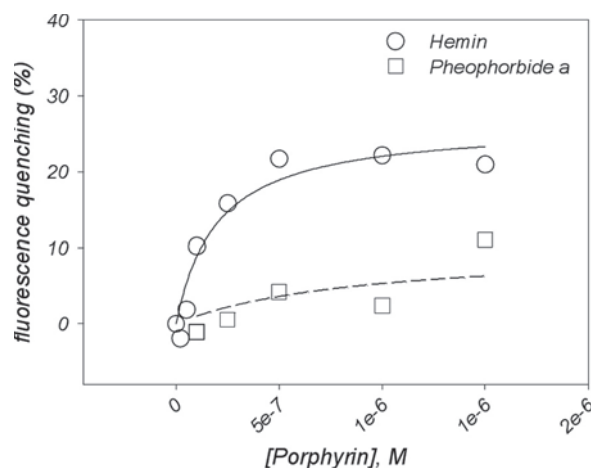 40
30
20
10
0
fluorescence quenching (%)
Hemin
Pheophorbide a
0
5e-7
1e-6
1e-6
2e-6
[Porphyrin], M